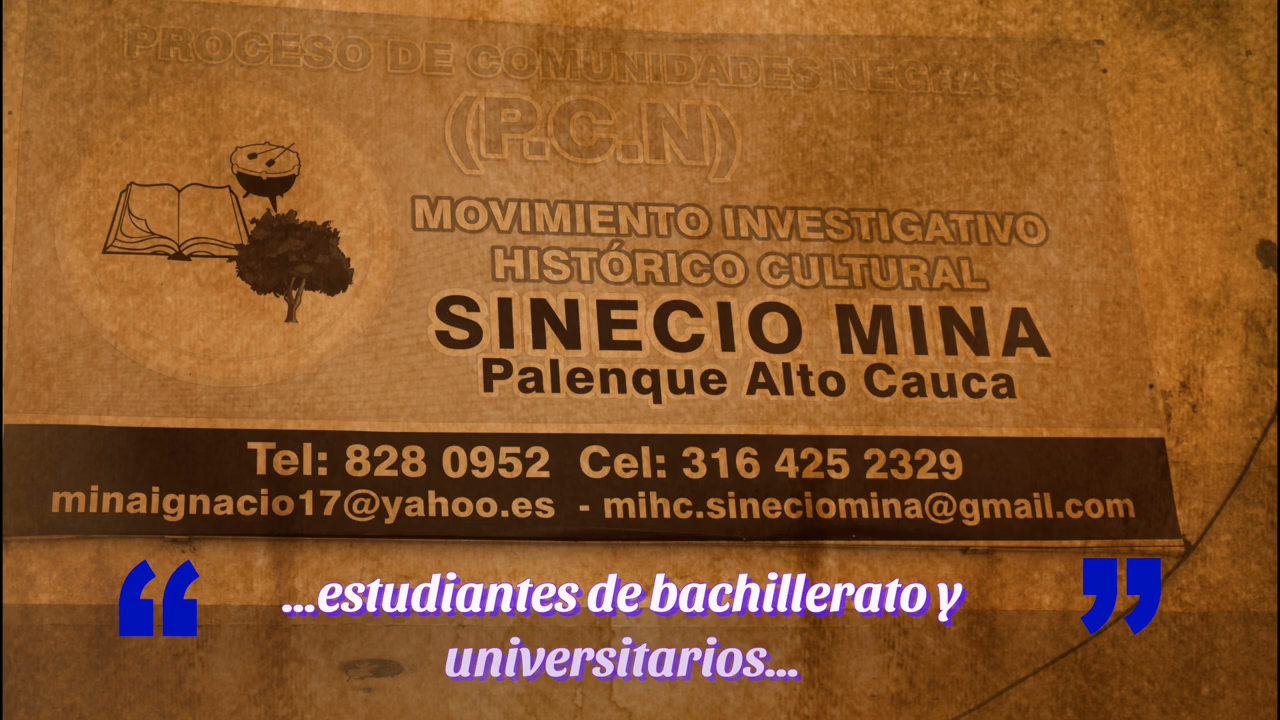 PROCESO DE COMUNIDADES NEGRAS
(P.C.N)
MOVIMIENTO INVESTIGATIVO
HISTÓRICO CULTURAL
SINECIO MINA
Palenque Alto Cauca
Tel: 828 0952 Cel: 316 425 2329
minaignacio17@yahoo.es - mihc.sineciomina@gmail.com
“ ...estudiantes de bachillerato y ”
universitarios...